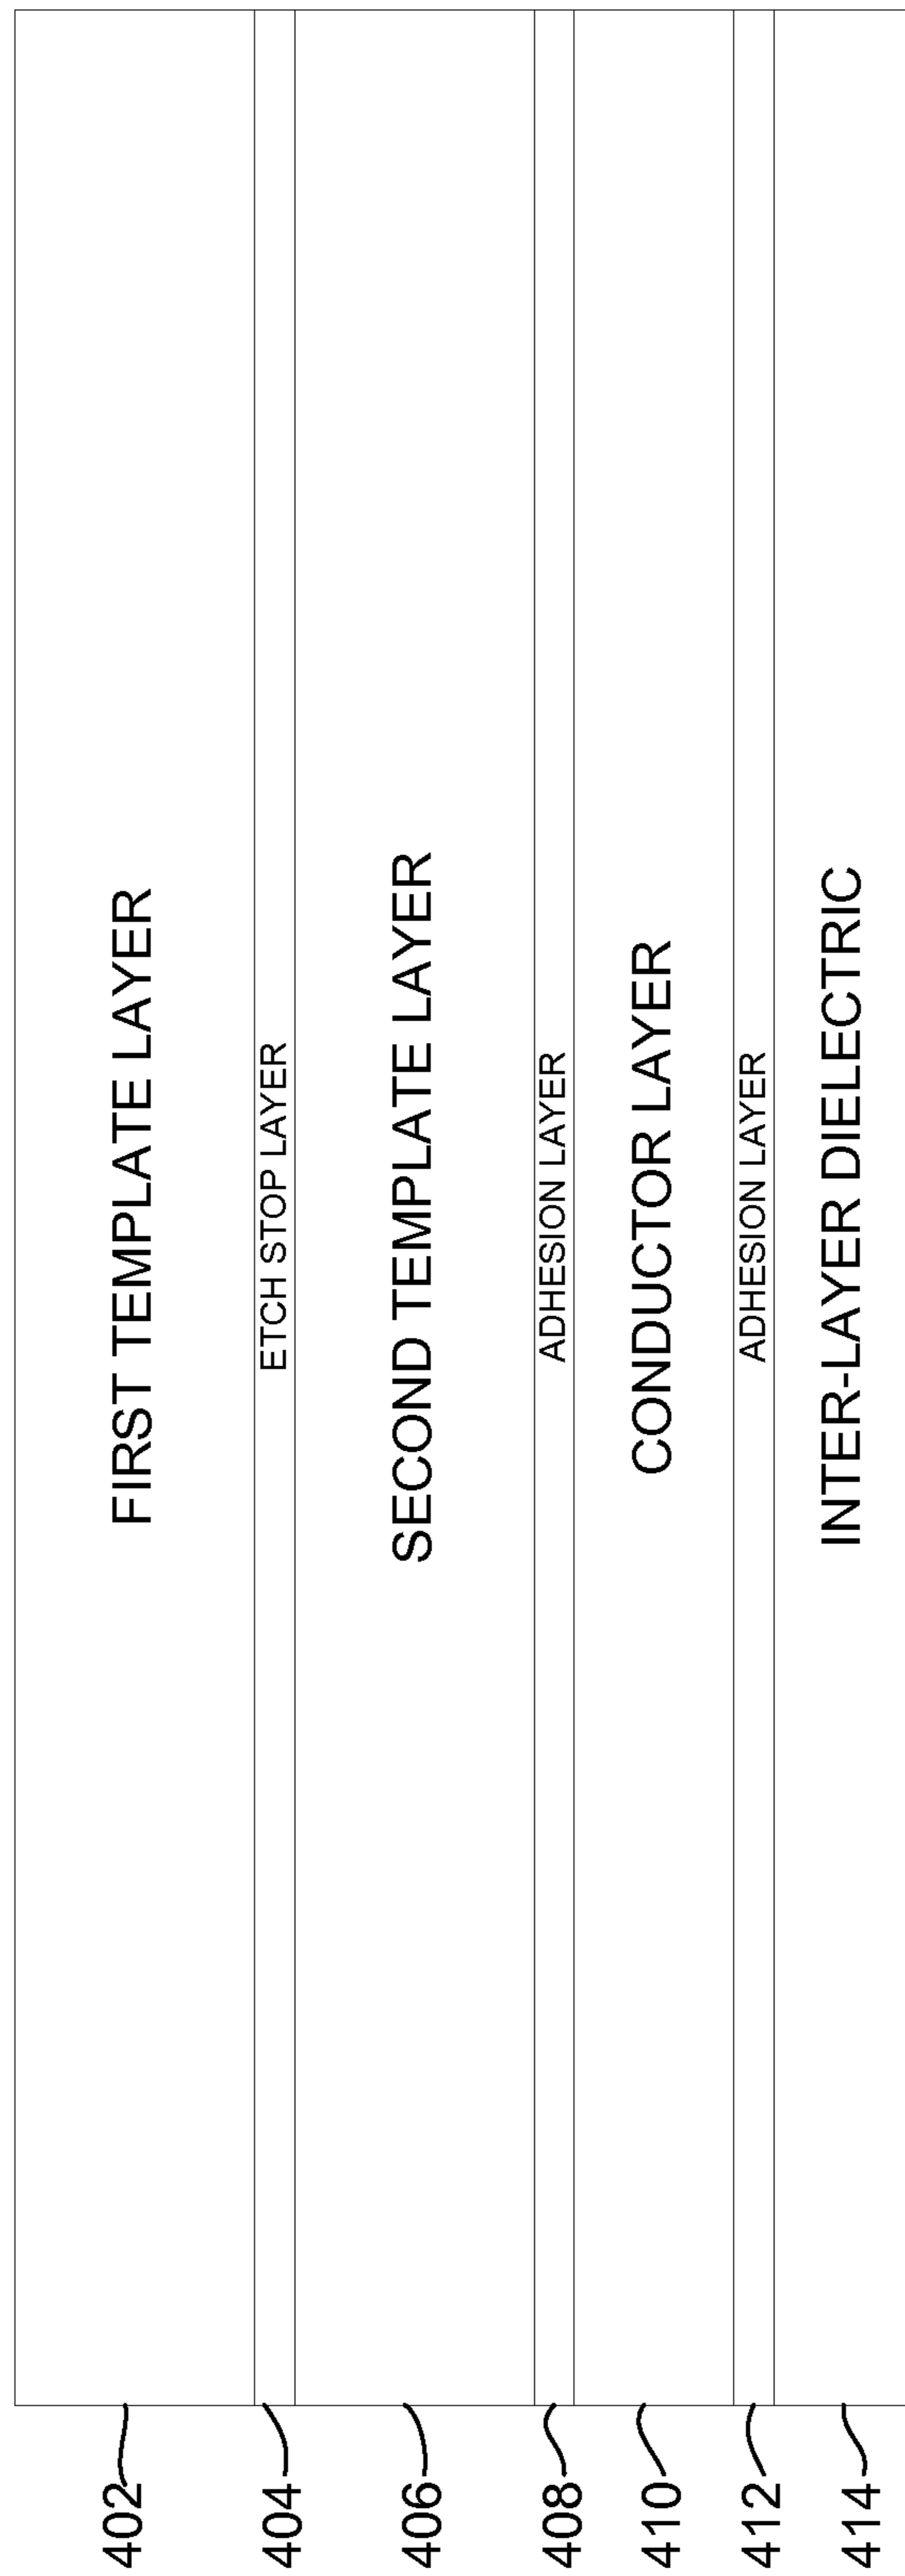 402 FIRST TEMPLATE LAYER
404 ETCH STOP LAYER
406 SECOND TEMPLATE LAYER
408 ADHESION LAYER
410 CONDUCTOR LAYER
412 ADHESION LAYER
414 INTER-LAYER DIELECTRIC